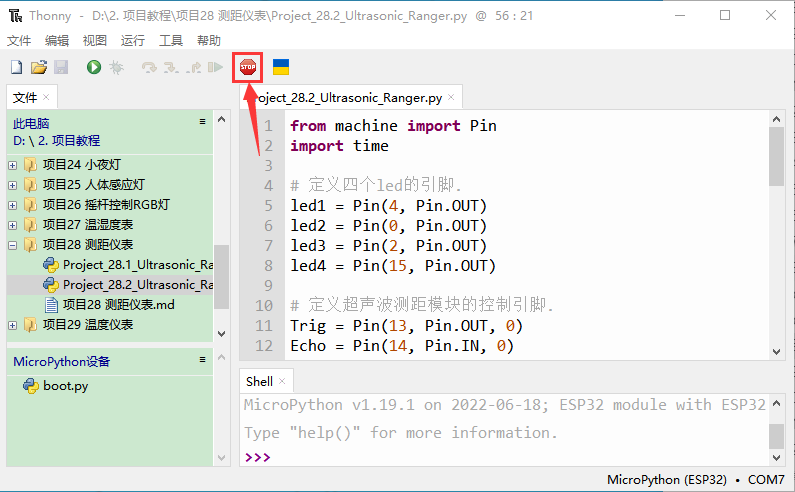 Thonny - D:\2. 项目教程\项目28 测距仪表\Project_28.2_Ultrasonic_Ranger.py @ 56 : 21
文件 编辑 视图 运行 工具 帮助
STOP
文件 ×
此电脑
D: \ 2. 项目教程
项目24 小夜灯
项目25 人体感应灯
项目26 摇杆控制RGB灯
项目27 温湿度表
项目28 测距仪表
Project_28.1_Ultrasonic_Ra
Project_28.2_Ultrasonic_Ra
项目28 测距仪表.md
项目29 温度仪表
MicroPython设备
boot.py
roject_28.2_Ultrasonic_Ranger.py ×
1 from machine import Pin
2 import time
3
4 # 定义四个led的引脚.
5 led1 = Pin(4, Pin.OUT)
6 led2 = Pin(0, Pin.OUT)
7 led3 = Pin(2, Pin.OUT)
8 led4 = Pin(15, Pin.OUT)
9
10 # 定义超声波测距模块的控制引脚.
11 Trig = Pin(13, Pin.OUT, 0)
12 Echo = Pin(14, Pin.IN, 0)
Shell ×
MicroPython v1.19.1 on 2022-06-18; ESP32 module with ESP32
Type "help()" for more information.
>>>
MicroPython (ESP32) • COM7